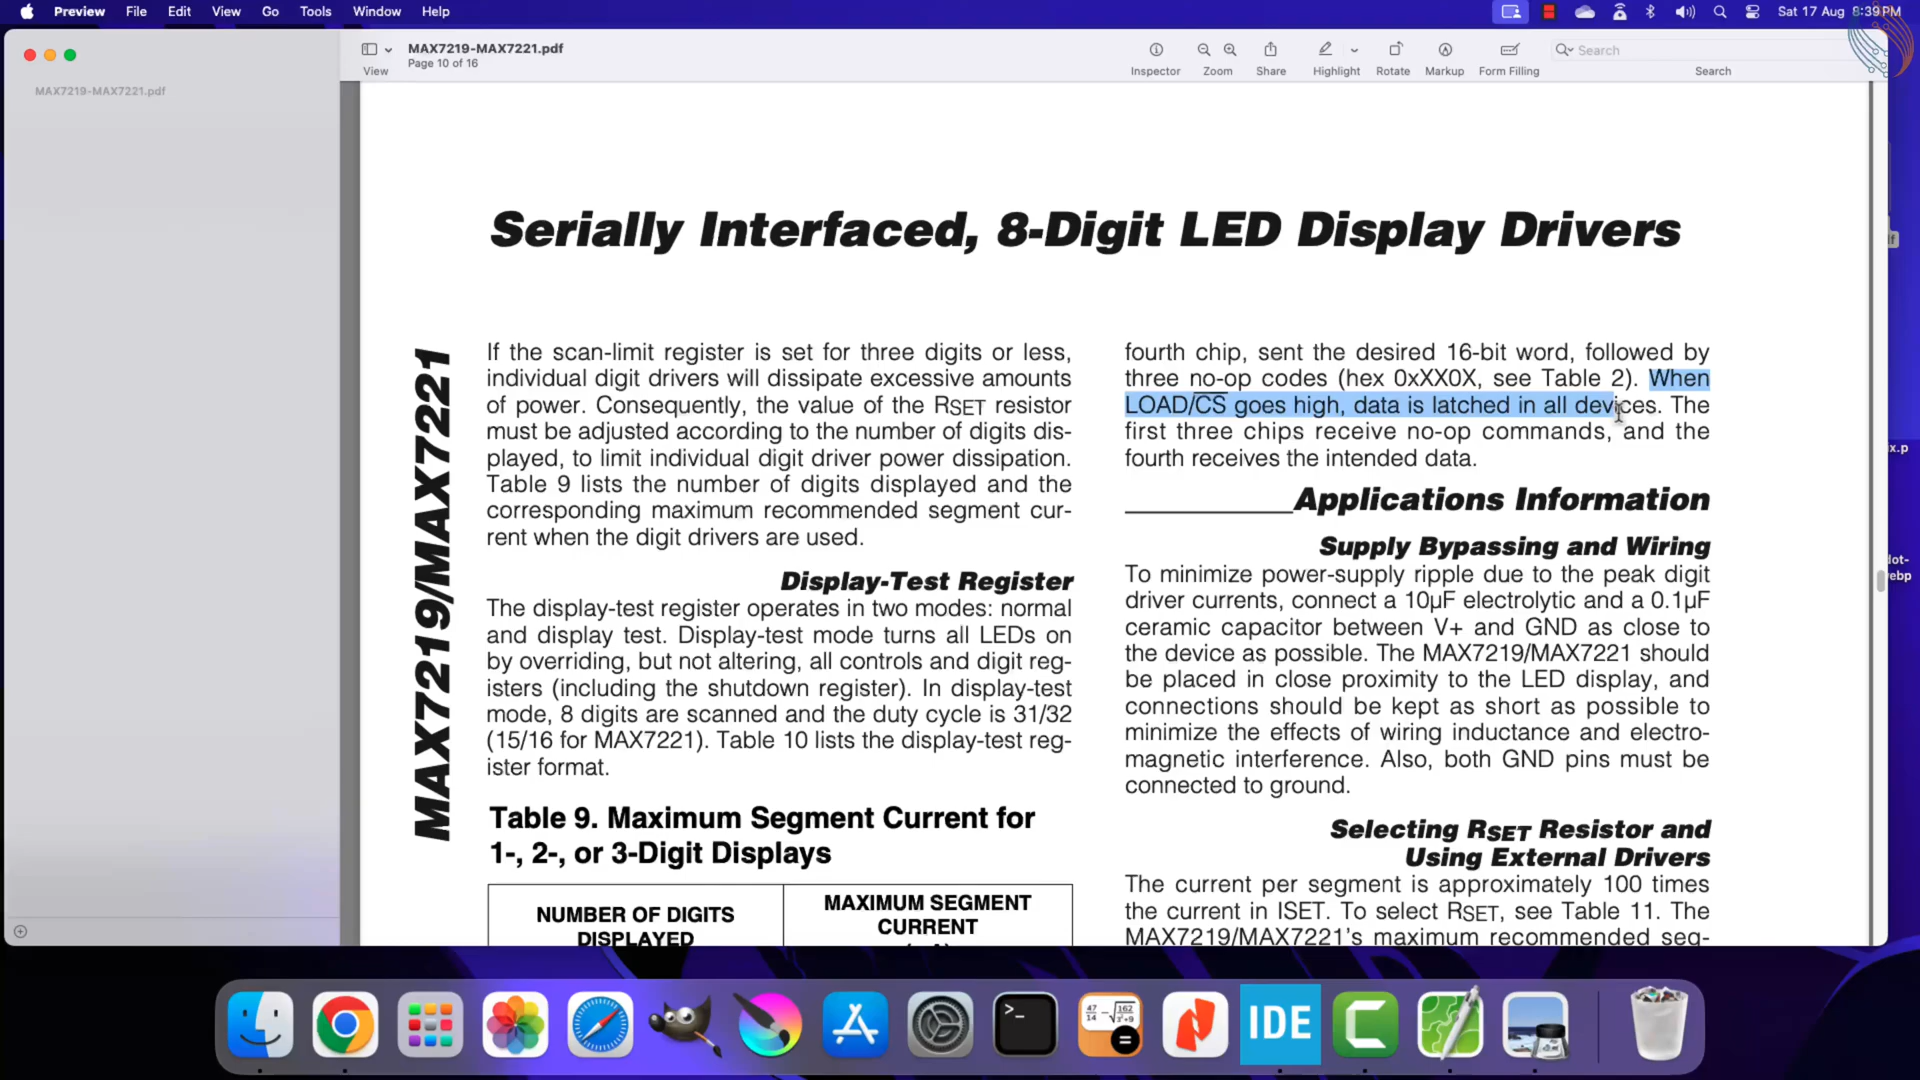 Preview File Edit View Go Tools Window Help
Sat 17 Aug 8:39PM
MAX7219-MAX7221.pdf
Page 10 of 16
View
Inspector
Zoom
Share
Highlight
Rotate
Markup
Form Filling
Search
Search
MAX7219-MAX7221.pdf
Serially Interfaced, 8-Digit LED Display Drivers
MAX7219/MAX7221
If the scan-limit register is set for three digits or less,
individual digit drivers will dissipate excessive amounts
of power. Consequently, the value of the RSET resistor
must be adjusted according to the number of digits dis-
played, to limit individual digit driver power dissipation.
Table 9 lists the number of digits displayed and the
corresponding maximum recommended segment cur-
rent when the digit drivers are used.
Display-Test Register
The display-test register operates in two modes: normal
and display test. Display-test mode turns all LEDs on
by overriding, but not altering, all controls and digit reg-
isters (including the shutdown register). In display-test
mode, 8 digits are scanned and the duty cycle is 31/32
(15/16 for MAX7221). Table 10 lists the display-test reg-
ister format.
Table 9. Maximum Segment Current for
1-, 2-, or 3-Digit Displays
NUMBER OF DIGITS
DISPLAYED
MAXIMUM SEGMENT
CURRENT
fourth chip, sent the desired 16-bit word, followed by
three no-op codes (hex 0xXX0X, see Table 2). When
LOAD/CS goes high, data is latched in all devices. The
first three chips receive no-op commands, and the
fourth receives the intended data.
Applications Information
Supply Bypassing and Wiring
To minimize power-supply ripple due to the peak digit
driver currents, connect a 10µF electrolytic and a 0.1µF
ceramic capacitor between V+ and GND as close to
the device as possible. The MAX7219/MAX7221 should
be placed in close proximity to the LED display, and
connections should be kept as short as possible to
minimize the effects of wiring inductance and electro-
magnetic interference. Also, both GND pins must be
connected to ground.
Selecting RSET Resistor and
Using External Drivers
The current per segment is approximately 100 times
the current in ISET. To select RSET, see Table 11. The
MAX7219/MAX7221's maximum recommended seg-
IDE